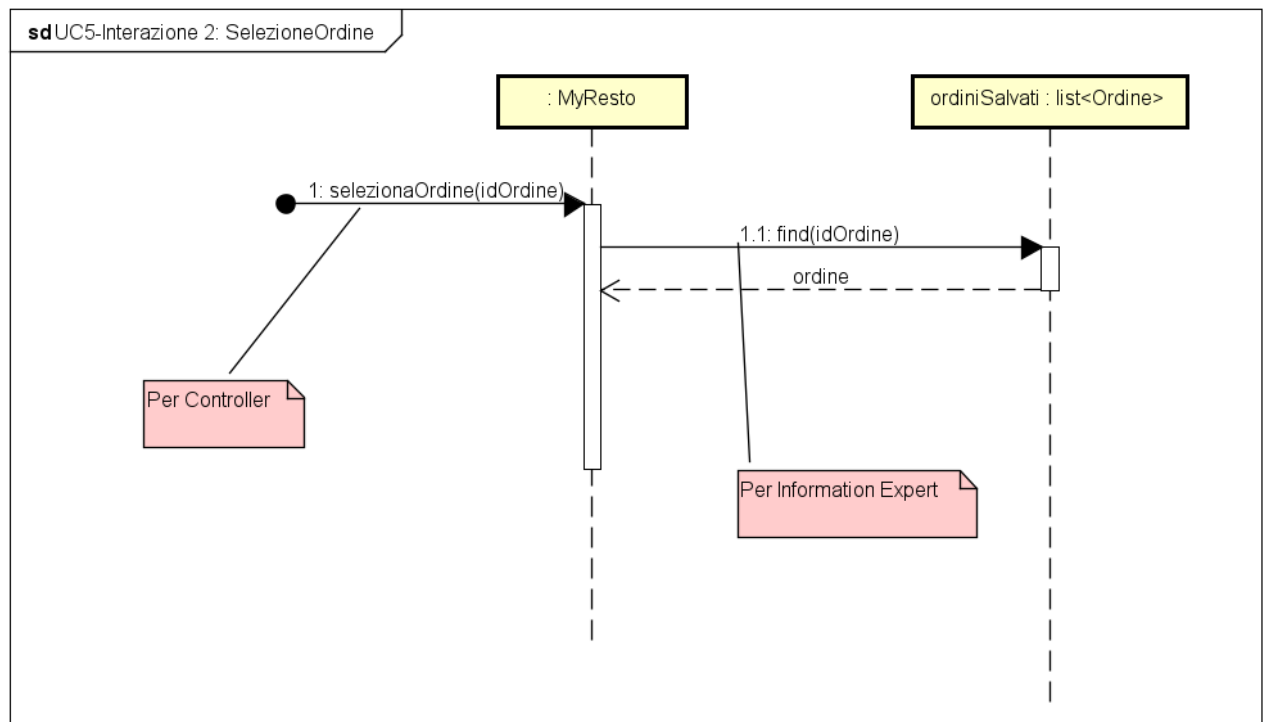 sd UC5-Interazione 2: SelezioneOrdine
: MyResto
ordiniSalvati : list<Ordine>
1: selezionaOrdine(idOrdine)
1.1: find(idOrdine)
ordine
Per Controller
Per Information Expert